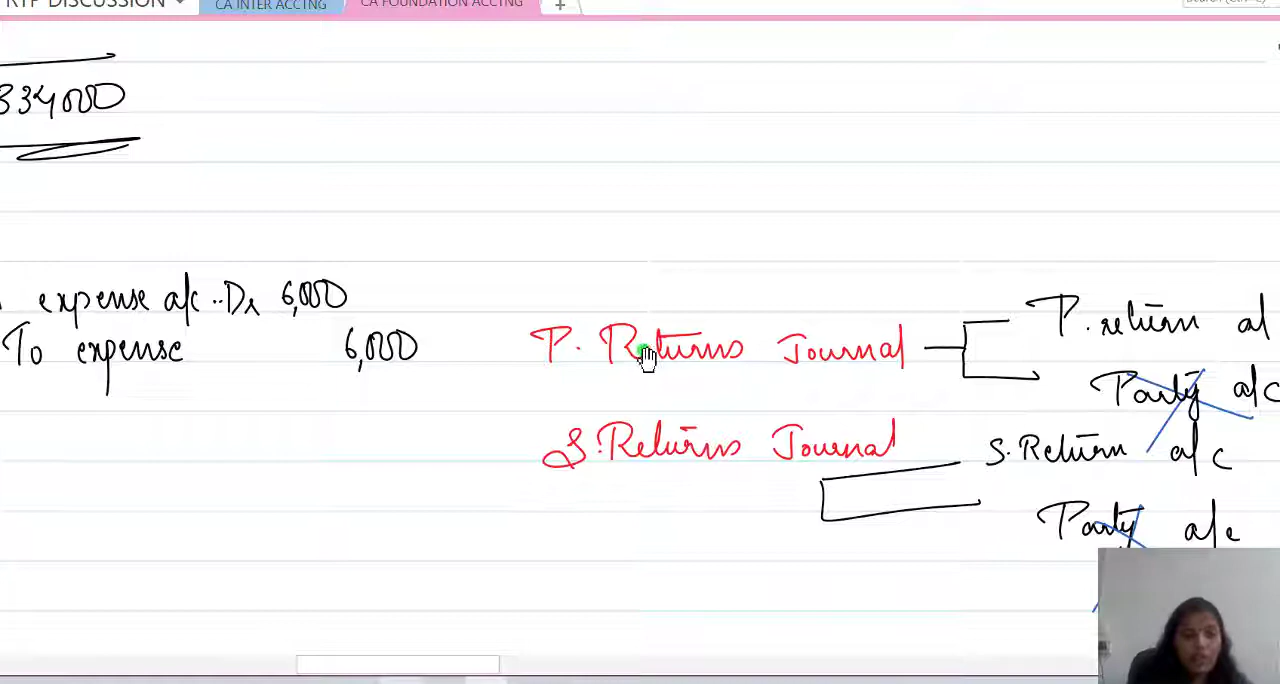 RTP DISCUSSION
CA INTER ACCTNG
CA FOUNDATION ACCTNG
+
334000
expense a/c ..Dr 6,000
To expense 6,000
P. Returns Journal
P. return a/
Party a/c
S. Returns Journal
S. Return a/c
Party a/c